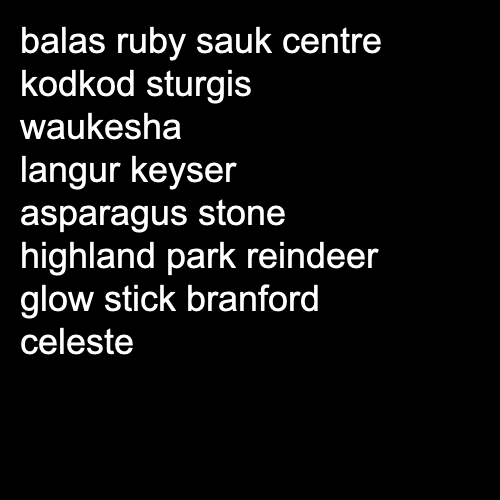 balas ruby sauk centre
kodkod sturgis
waukesha
langur keyser
asparagus stone
highland park reindeer
glow stick branford
celeste